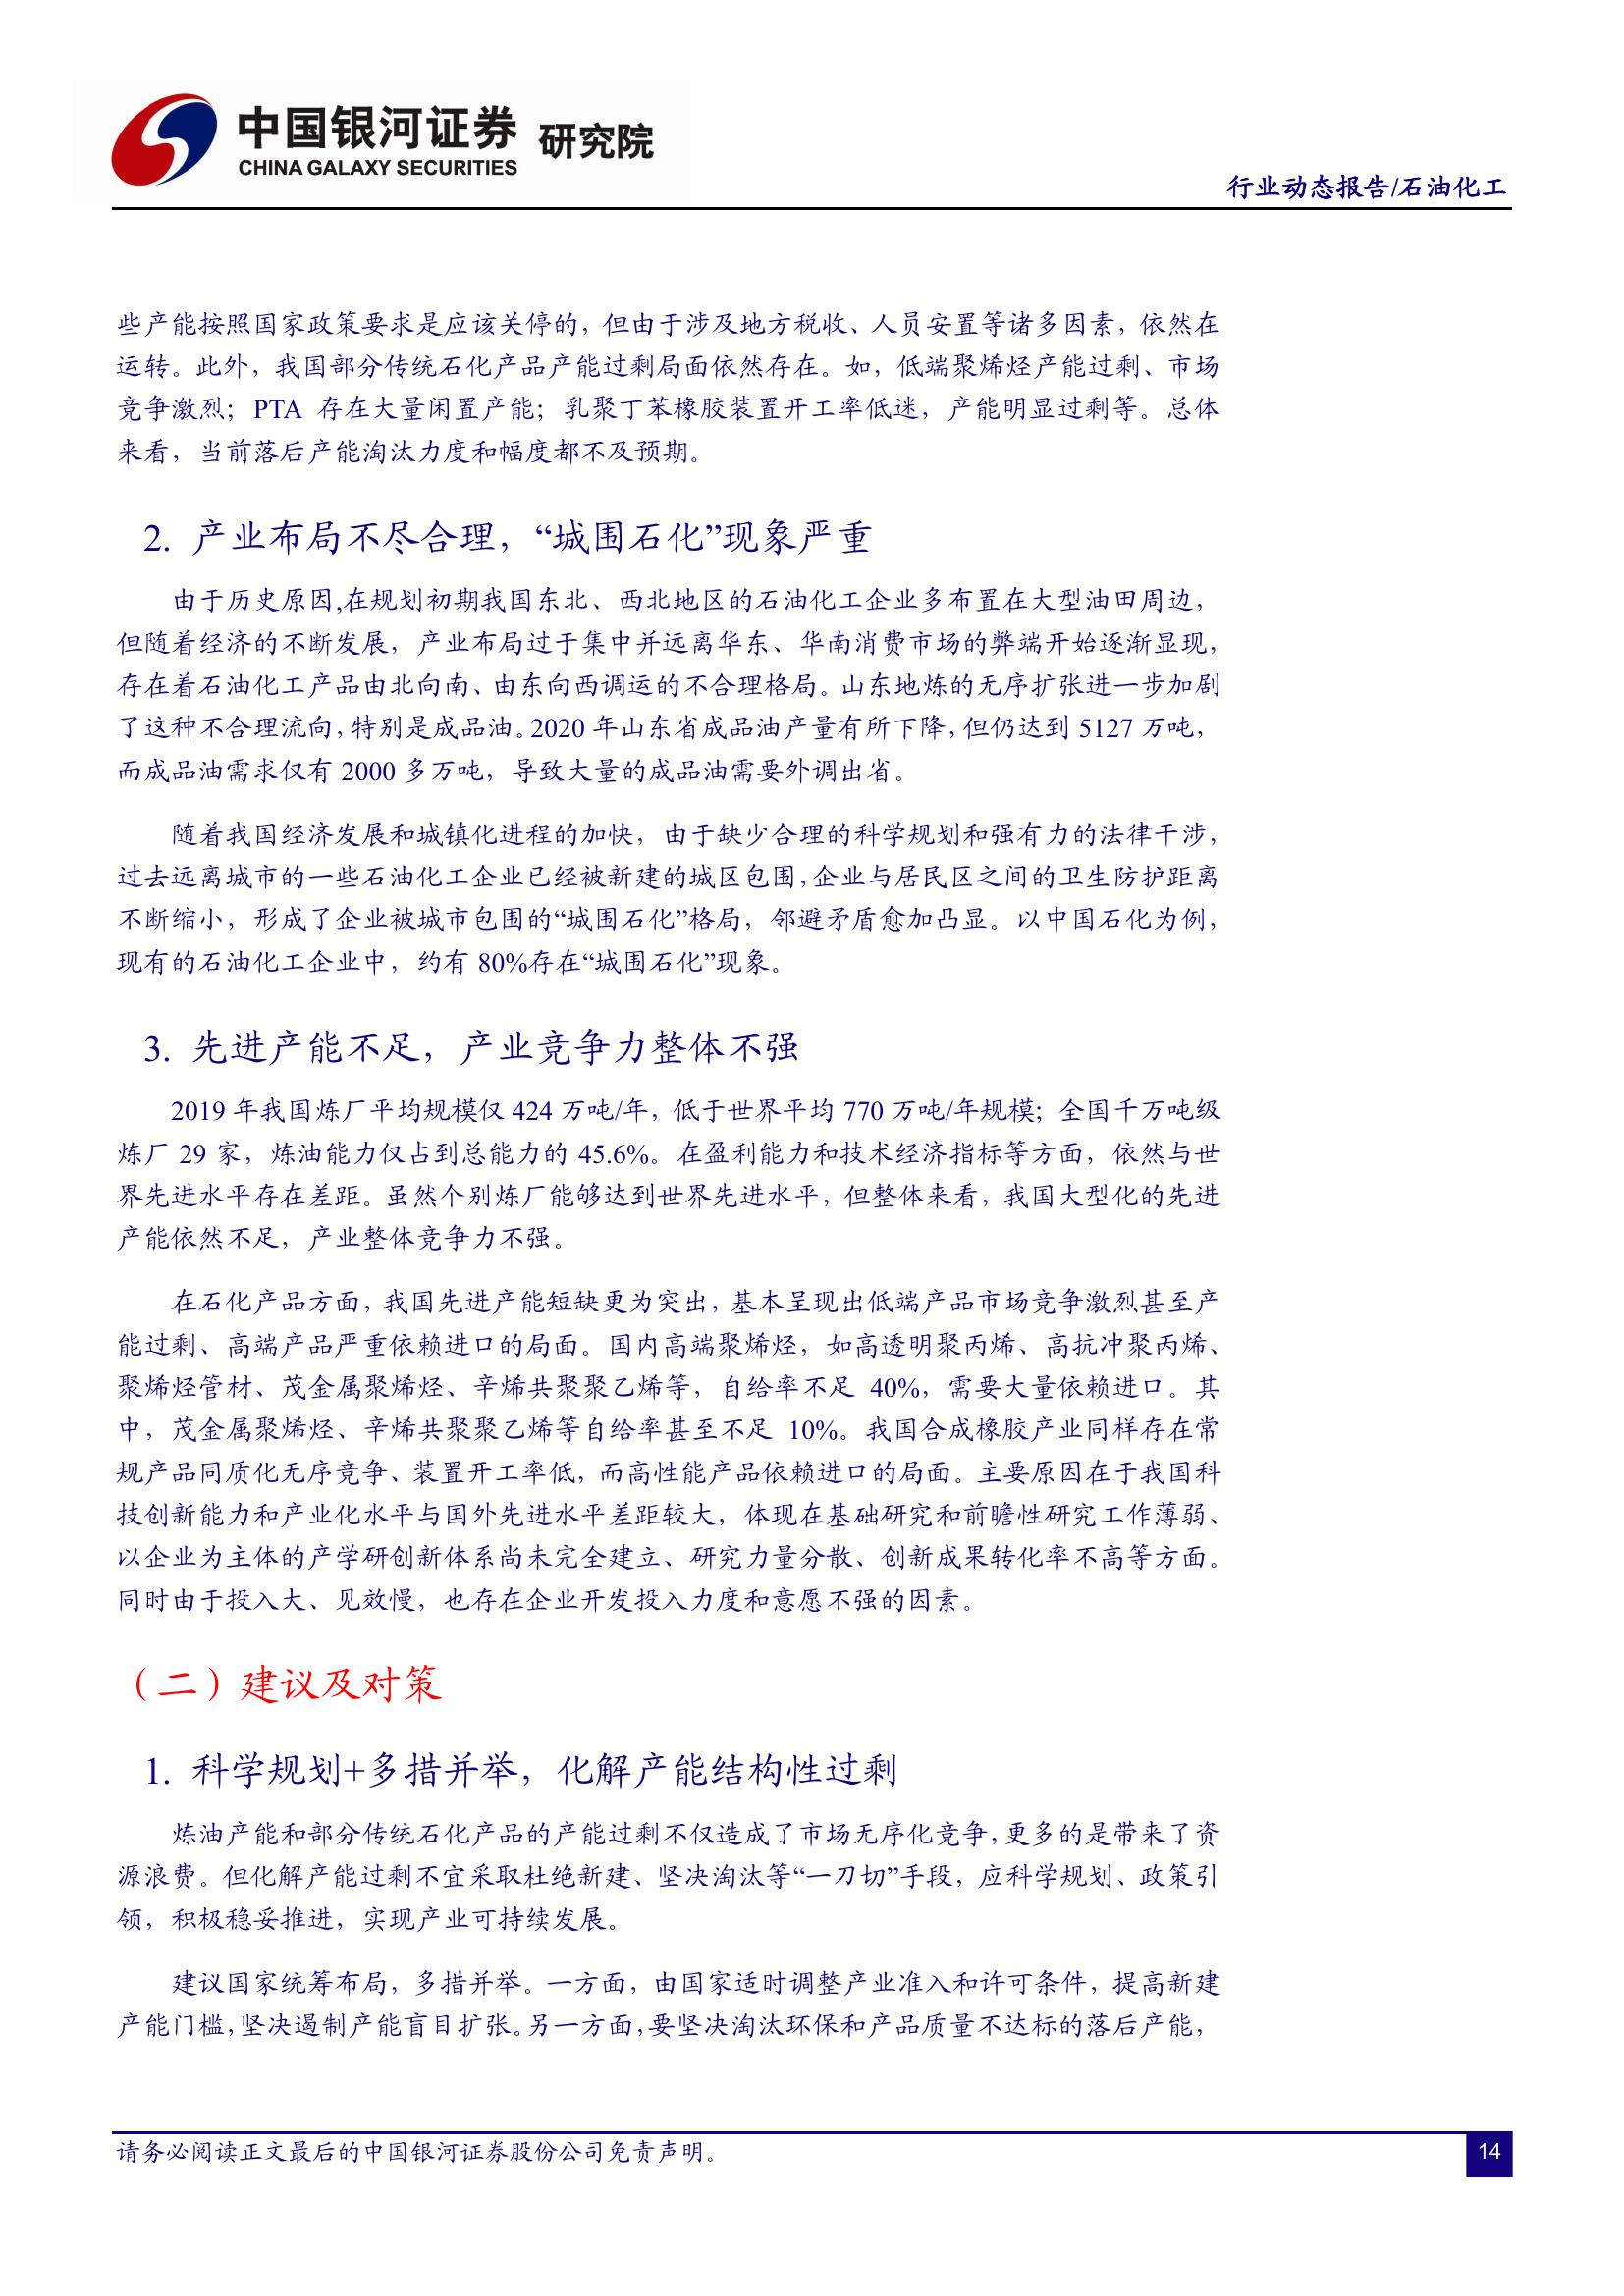 中国银河证券 研究院
CHINA GALAXY SECURITIES
行业动态报告/石油化工
些产能按照国家政策要求是应该关停的，但由于涉及地方税收、人员安置等诸多因素，依然在
运转。此外，我国部分传统石化产品产能过剩局面依然存在。如，低端聚烯烃产能过剩、市场
竞争激烈；PTA 存在大量闲置产能；乳聚丁苯橡胶装置开工率低迷，产能明显过剩等。总体
来看，当前落后产能淘汰力度和幅度都不及预期。
2. 产业布局不尽合理，“城围石化”现象严重
由于历史原因,在规划初期我国东北、西北地区的石油化工企业多布置在大型油田周边，
但随着经济的不断发展，产业布局过于集中并远离华东、华南消费市场的弊端开始逐渐显现，
存在着石油化工产品由北向南、由东向西调运的不合理格局。山东地炼的无序扩张进一步加剧
了这种不合理流向，特别是成品油。2020 年山东省成品油产量有所下降，但仍达到 5127 万吨，
而成品油需求仅有 2000 多万吨，导致大量的成品油需要外调出省。
随着我国经济发展和城镇化进程的加快，由于缺少合理的科学规划和强有力的法律干涉，
过去远离城市的一些石油化工企业已经被新建的城区包围，企业与居民区之间的卫生防护距离
不断缩小，形成了企业被城市包围的“城围石化”格局，邻避矛盾愈加凸显。以中国石化为例，
现有的石油化工企业中，约有 80%存在“城围石化”现象。
3. 先进产能不足，产业竞争力整体不强
2019 年我国炼厂平均规模仅 424 万吨/年，低于世界平均 770 万吨/年规模；全国千万吨级
炼厂 29 家，炼油能力仅占到总能力的 45.6%。在盈利能力和技术经济指标等方面，依然与世
界先进水平存在差距。虽然个别炼厂能够达到世界先进水平，但整体来看，我国大型化的先进
产能依然不足，产业整体竞争力不强。
在石化产品方面，我国先进产能短缺更为突出，基本呈现出低端产品市场竞争激烈甚至产
能过剩、高端产品严重依赖进口的局面。国内高端聚烯烃，如高透明聚丙烯、高抗冲聚丙烯、
聚烯烃管材、茂金属聚烯烃、辛烯共聚聚乙烯等，自给率不足 40%，需要大量依赖进口。其
中，茂金属聚烯烃、辛烯共聚聚乙烯等自给率甚至不足 10%。我国合成橡胶产业同样存在常
规产品同质化无序竞争、装置开工率低，而高性能产品依赖进口的局面。主要原因在于我国科
技创新能力和产业化水平与国外先进水平差距较大，体现在基础研究和前瞻性研究工作薄弱、
以企业为主体的产学研创新体系尚未完全建立、研究力量分散、创新成果转化率不高等方面。
同时由于投入大、见效慢，也存在企业开发投入力度和意愿不强的因素。
（二）建议及对策
1. 科学规划+多措并举，化解产能结构性过剩
炼油产能和部分传统石化产品的产能过剩不仅造成了市场无序化竞争，更多的是带来了资
源浪费。但化解产能过剩不宜采取杜绝新建、坚决淘汰等“一刀切”手段，应科学规划、政策引
领，积极稳妥推进，实现产业可持续发展。
建议国家统筹布局，多措并举。一方面，由国家适时调整产业准入和许可条件，提高新建
产能门槛，坚决遏制产能盲目扩张。另一方面，要坚决淘汰环保和产品质量不达标的落后产能，
请务必阅读正文最后的中国银河证券股份公司免责声明。
14